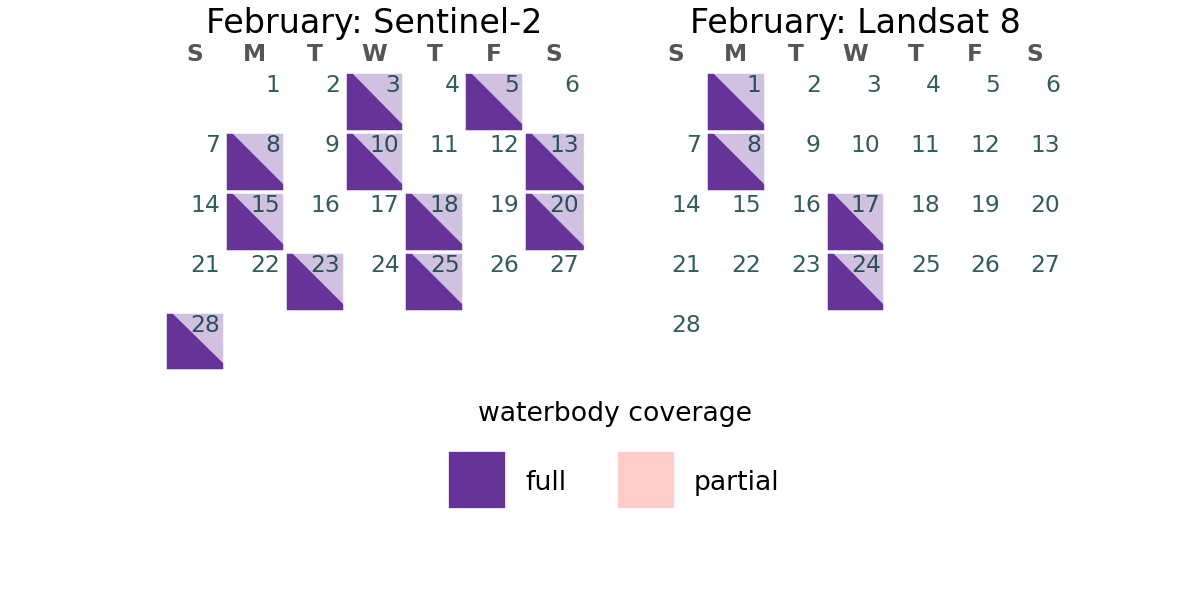 February: Sentinel-2
S M T W T F S
1 2 3 4 5 6
7 8 9 10 11 12 13
14 15 16 17 18 19 20
21 22 23 24 25 26 27
28
February: Landsat 8
S M T W T F S
1 2 3 4 5 6
7 8 9 10 11 12 13
14 15 16 17 18 19 20
21 22 23 24 25 26 27
28
waterbody coverage
full partial